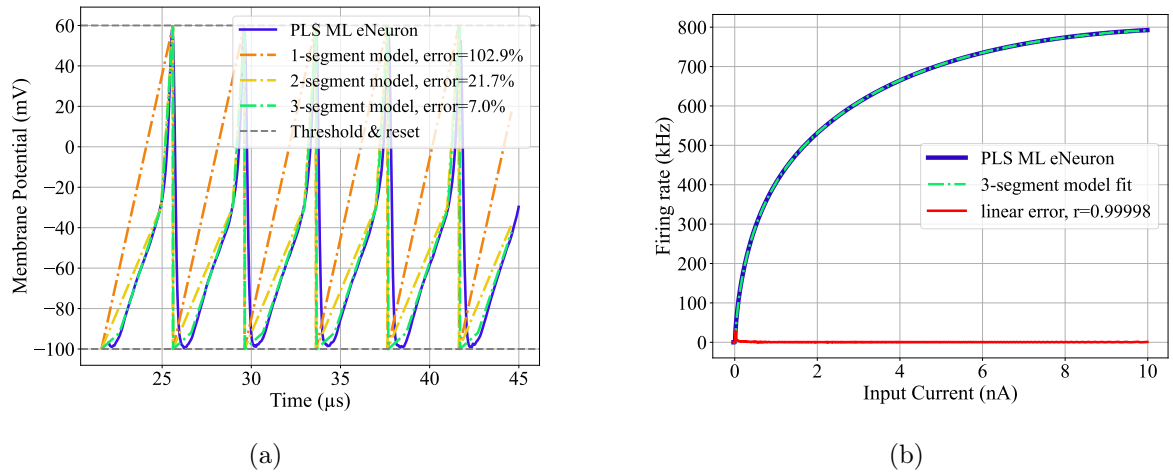 60
40
20
0
−20
−40
−60
−80
−100
Membrane Potential (mV)
25
30
35
40
45
Time (µs)
PLS ML eNeuron
1-segment model, error=102.9%
2-segment model, error=21.7%
3-segment model, error=7.0%
Threshold & reset
(a)
800
700
600
500
400
300
200
100
0
Firing rate (kHz)
0
2
4
6
8
10
Input Current (nA)
PLS ML eNeuron
3-segment model fit
linear error, r=0.99998
(b)